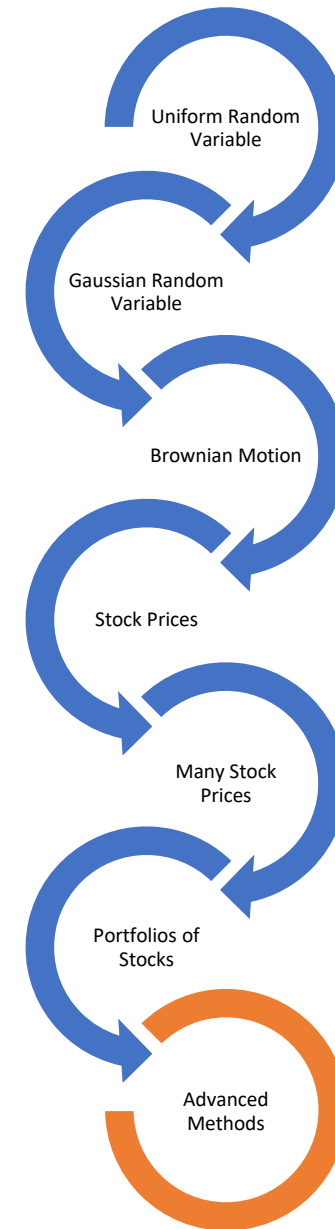 Uniform Random
Variable
Gaussian Random
Variable
Brownian Motion
Stock Prices
Many Stock
Prices
Portfolios of
Stocks
Advanced
Methods